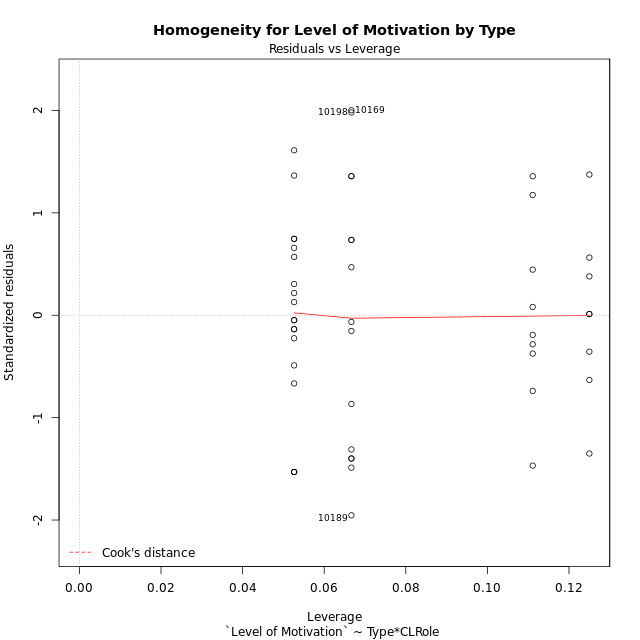 Homogeneity for Level of Motivation by Type
Residuals vs Leverage
Standardized residuals
2
1
0
-1
-2
10198
10169
10189
Cook's distance
0.00 0.02 0.04 0.06 0.08 0.10 0.12
Leverage
`Level of Motivation` ~ Type*CLRole